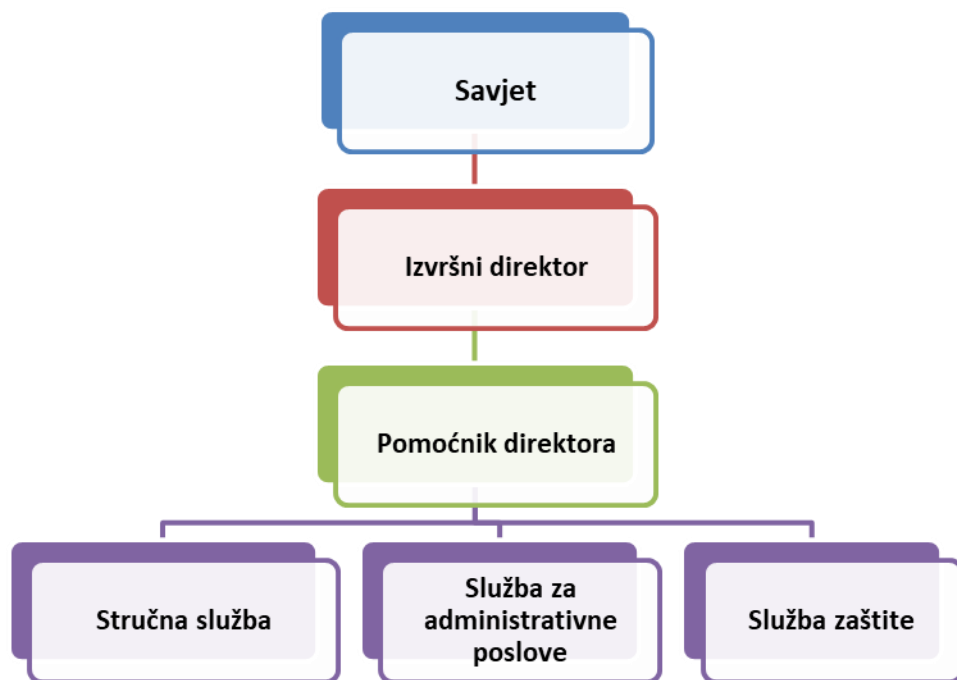 Savjet
Izvršni direktor
Pomoćnik direktora
Stručna služba
Služba za
administrativne
poslove
Služba zaštite